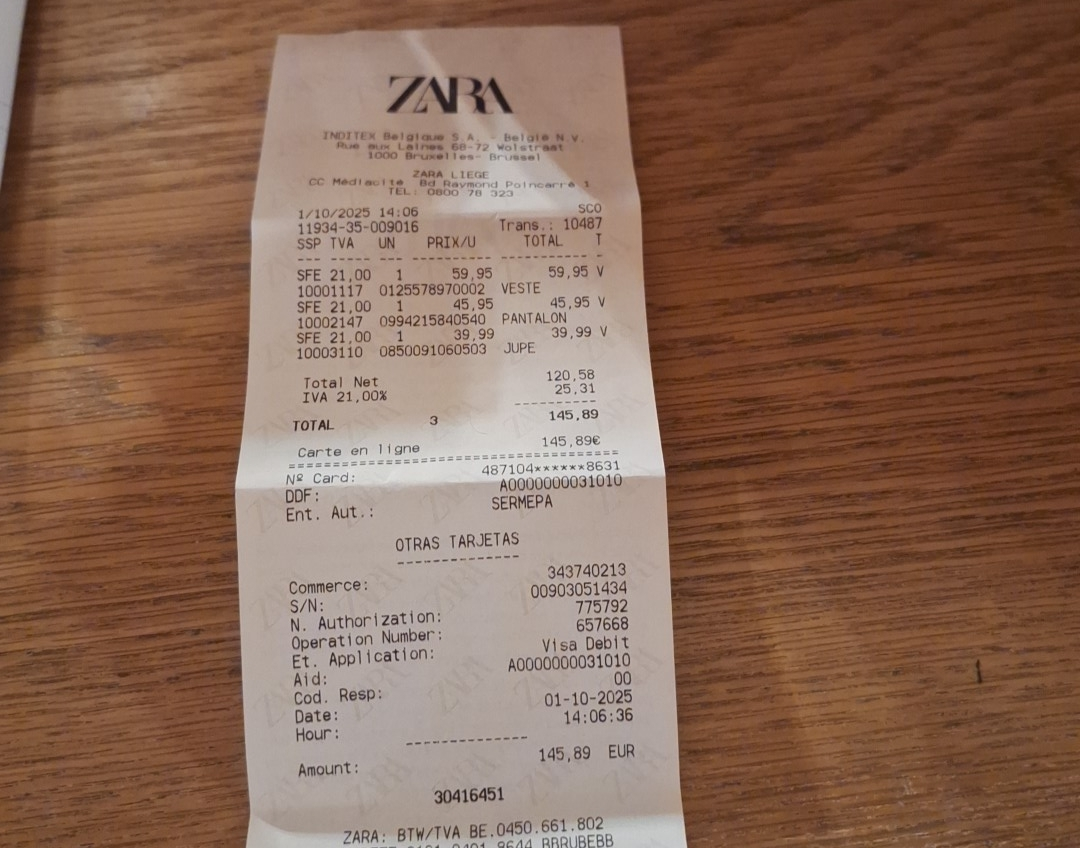 ZARA
INDITEX Belgique S.A. - België N.V.
Rue aux Laines 68-72 Wolstraat
1000 Bruxelles- Brussel
ZARA LIEGE
CC Médiacité Bd Raymond Poincarré 1
TEL: 0800 78 323
1/10/2025 14:06 SCO
11934-35-009016 Trans.: 10487
SSP TVA UN PRIX/U TOTAL T
--- ---- --- ---------- ----------- -
SFE 21,00 1 59,95 59,95 V
10001117 0125578970002 VESTE
SFE 21,00 1 45,95 45,95 V
10002147 0994215840540 PANTALON
SFE 21,00 1 39,99 39,99 V
10003110 0850091060503 JUPE
Total Net 120,58
IVA 21,00% 25,31
----------
TOTAL 3 145,89
Carte en ligne 145,89€
======================================
Nº Card: 487104******8631
DDF: A0000000031010
Ent. Aut.: SERMEPA
OTRAS TARJETAS
--------------
Commerce: 343740213
S/N: 00903051434
N. Authorization: 775792
Operation Number: 657668
Et. Application: Visa Debit
Aid: A0000000031010
Cod. Resp: 00
Date: 01-10-2025
Hour: 14:06:36
--------------
Amount: 145,89 EUR
30416451
ZARA: BTW/TVA BE.0450.661.802
8644 BBRUBEBB